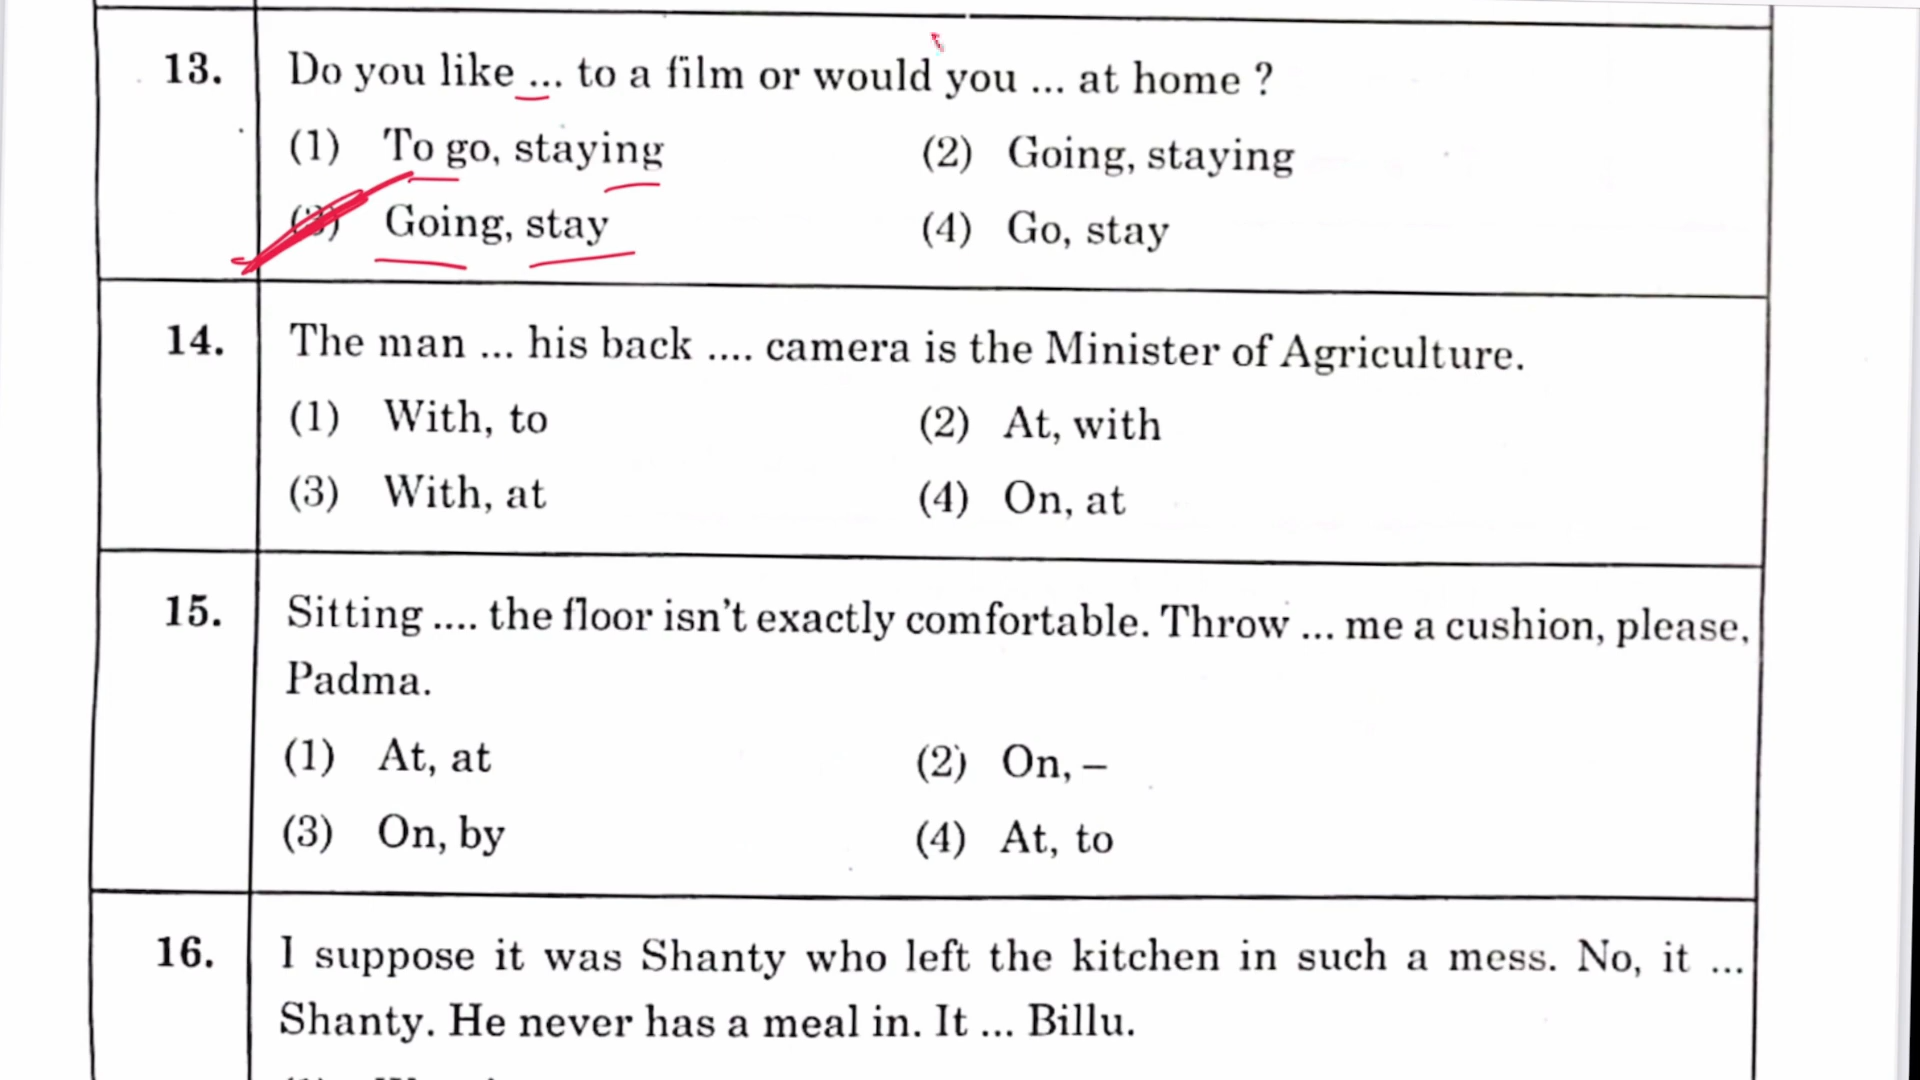 13. Do you like ... to a film or would you ... at home ?
(1) To go, staying (2) Going, staying
(3) Going, stay (4) Go, stay
14. The man ... his back .... camera is the Minister of Agriculture.
(1) With, to (2) At, with
(3) With, at (4) On, at
15. Sitting .... the floor isn't exactly comfortable. Throw ... me a cushion, please,
Padma.
(1) At, at (2) On, –
(3) On, by (4) At, to
16. I suppose it was Shanty who left the kitchen in such a mess. No, it ...
Shanty. He never has a meal in. It ... Billu.